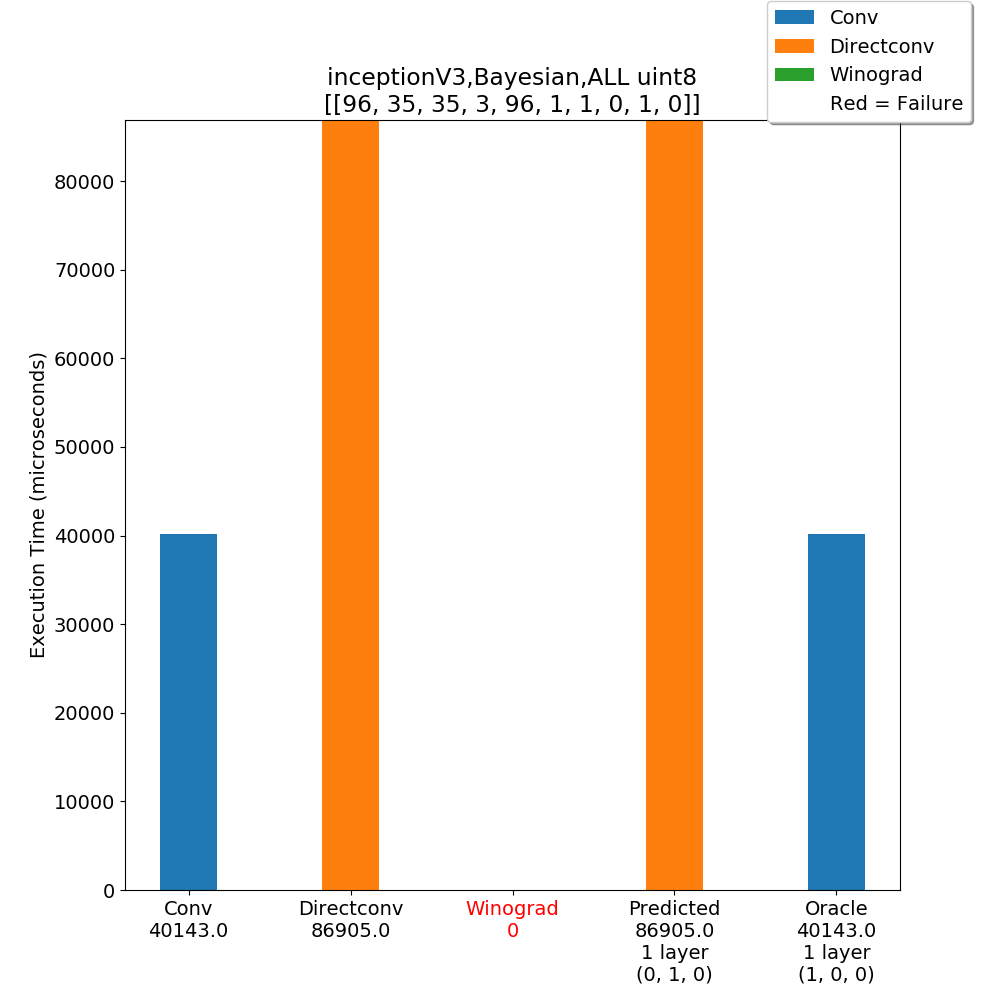 Conv
Directconv
Winograd
Red = Failure
inceptionV3,Bayesian,ALL uint8
[[96, 35, 35, 3, 96, 1, 1, 0, 1, 0]]
Execution Time (microseconds)
80000
70000
60000
50000
40000
30000
20000
10000
0
Conv
40143.0
Directconv
86905.0
Winograd
0
Predicted
86905.0
1 layer
(0, 1, 0)
Oracle
40143.0
1 layer
(1, 0, 0)